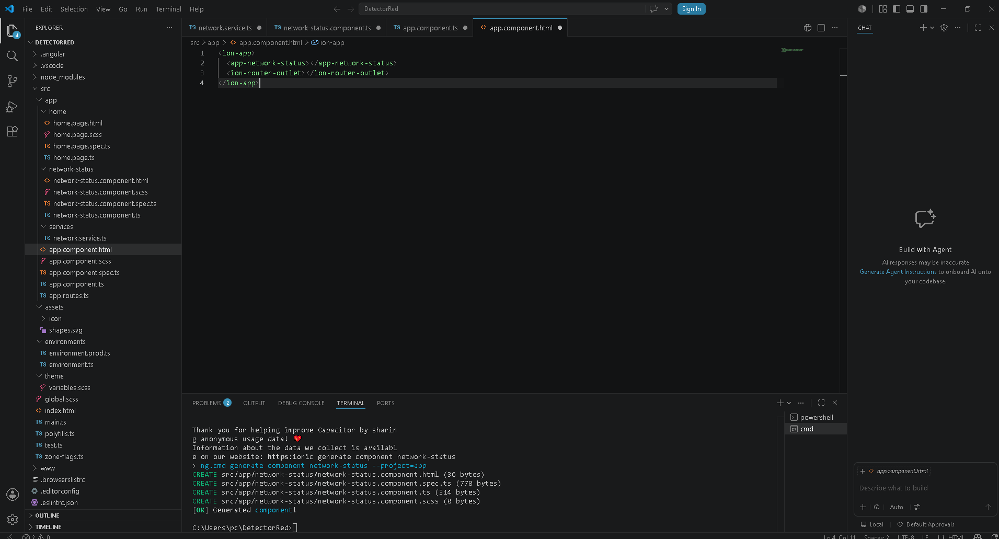 File Edit Selection View Go Run Terminal Help
DetectorRed
Sign In
EXPLORER
DETECTORRED
.angular
.vscode
node_modules
src
app
home
home.page.html
home.page.scss
home.page.spec.ts
home.page.ts
network-status
network-status.component.html
network-status.component.scss
network-status.component.spec.ts
network-status.component.ts
services
network.service.ts
app.component.html
app.component.scss
app.component.spec.ts
app.component.ts
app.routes.ts
assets
icon
shapes.svg
environments
environment.prod.ts
environment.ts
theme
variables.scss
global.scss
index.html
main.ts
polyfills.ts
test.ts
zone-flags.ts
www
.browserslistrc
.editorconfig
.eslintrc.json
OUTLINE
TIMELINE
4
TS network.service.ts TS network-status.component.ts TS app.component.ts <> app.component.html
src > app > <> app.component.html > ion-app
1 <ion-app>
2 <app-network-status></app-network-status>
3 <ion-router-outlet></ion-router-outlet>
4 </ion-app>
PROBLEMS 2 OUTPUT DEBUG CONSOLE TERMINAL PORTS
Thank you for helping improve Capacitor by sharin
g anonymous usage data! 💖
Information about the data we collect is availabl
e on our website: https:ionic generate component network-status
> ng.cmd generate component network-status --project=app
CREATE src/app/network-status/network-status.component.html (36 bytes)
CREATE src/app/network-status/network-status.component.spec.ts (770 bytes)
CREATE src/app/network-status/network-status.component.ts (314 bytes)
CREATE src/app/network-status/network-status.component.scss (0 bytes)
[OK] Generated component!
C:\Users\pc\DetectorRed>
powershell
cmd
CHAT
Build with Agent
AI responses may be inaccurate
Generate Agent Instructions to onboard AI onto
your codebase.
app.component.html
Describe what to build
Auto
Local Default Approvals
2 0
Ln 4, Col 11 Spaces: 2 UTF-8 LF {} HTML